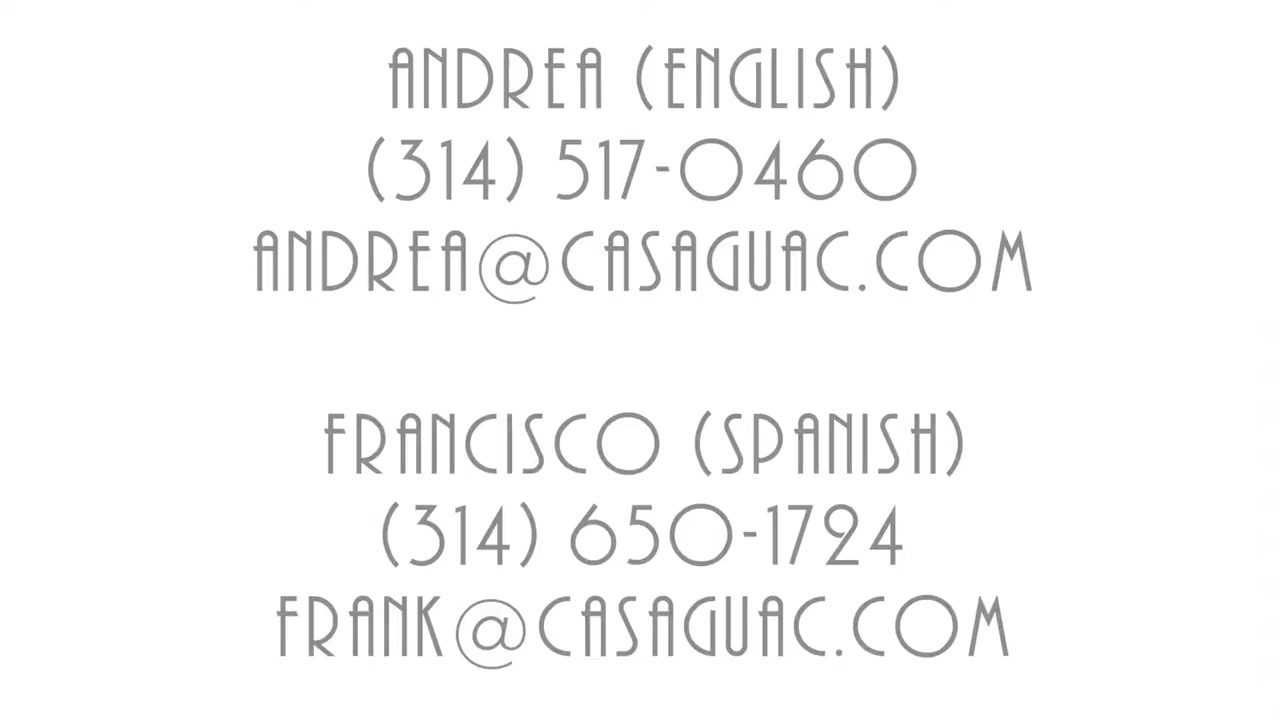 ANDREA (ENGLISH)
(314) 517-0460
ANDREA@CASAGUAC.COM
FRANCISCO (SPANISH)
(314) 650-1724
FRANK@CASAGUAC.COM